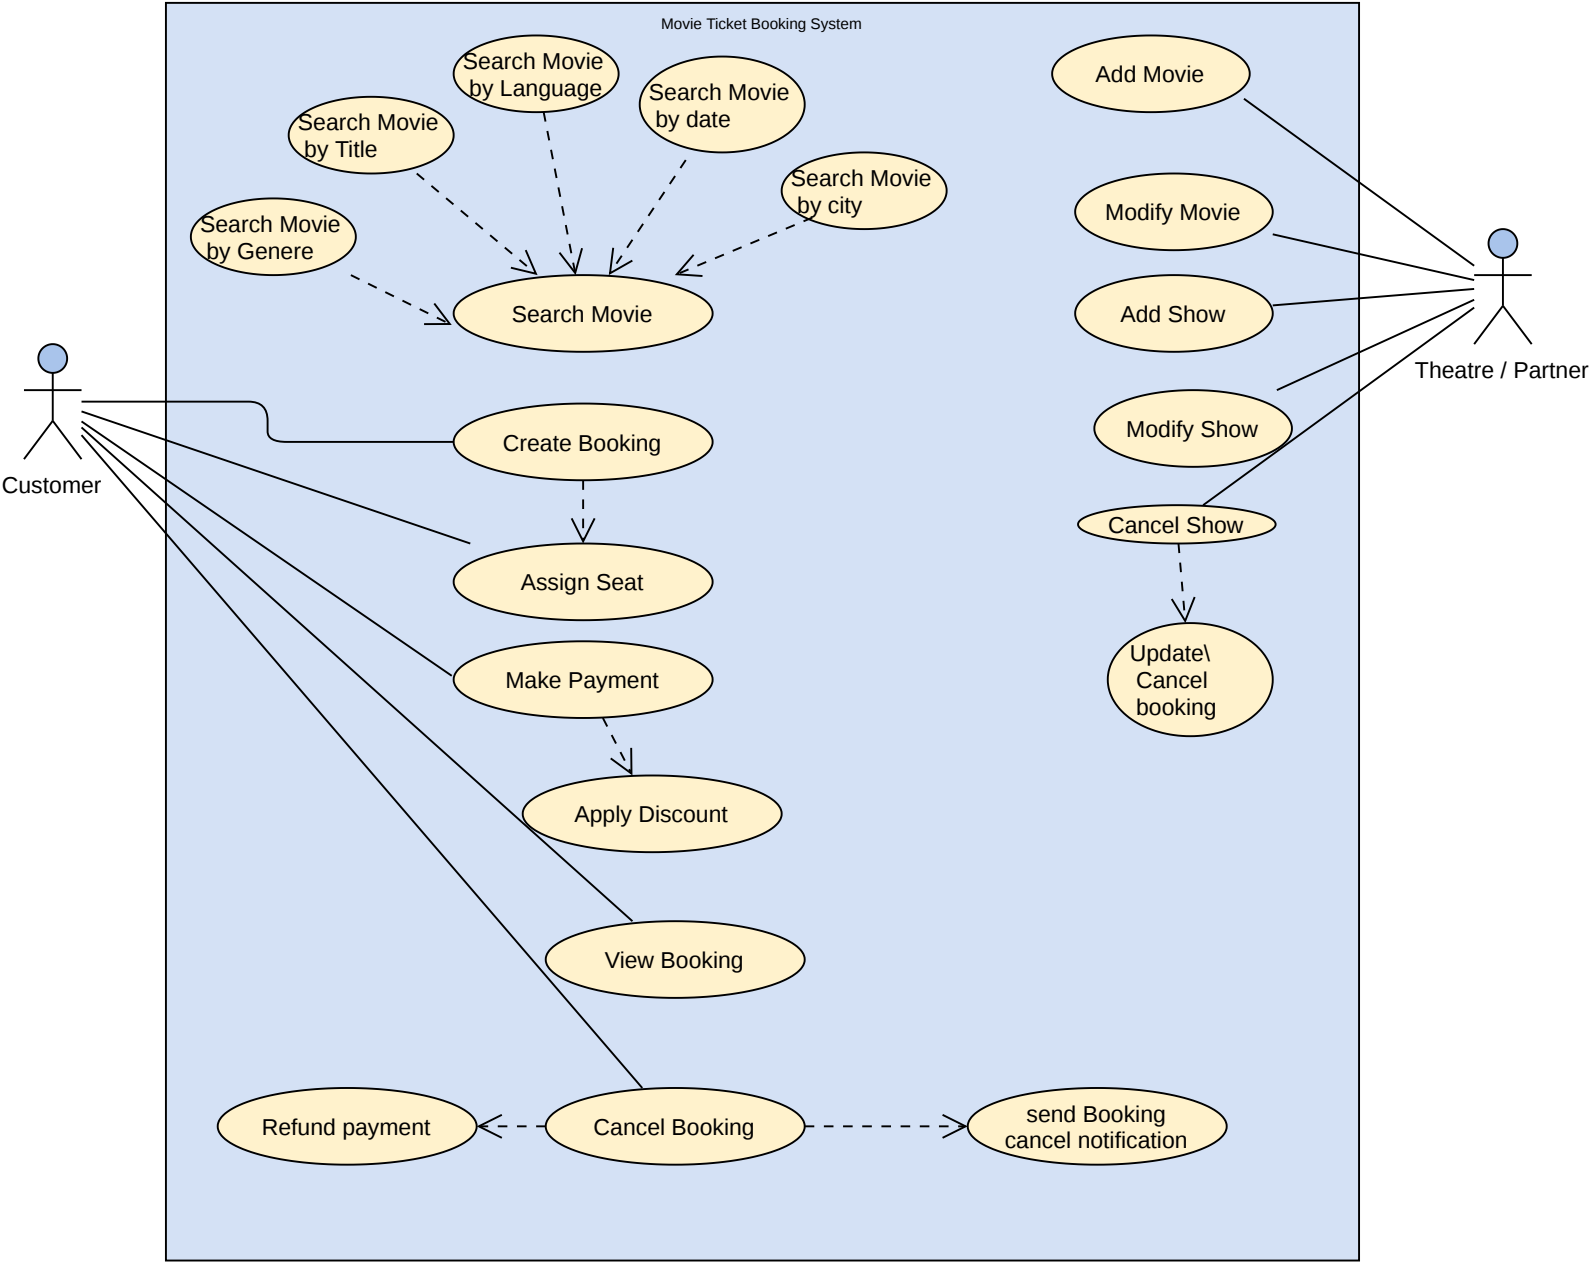 Movie Ticket Booking System
Search Movie
by Language
Add Movie
Search Movie
by date
Search Movie
by Title
Search Movie
by city
Search Movie
by Genere
Modify Movie
Search Movie
Add Show
Theatre / Partner
Create Booking
Modify Show
Customer
Cancel Show
Assign Seat
Make Payment
Update\
Cancel
booking
Apply Discount
View Booking
Refund payment
Cancel Booking
send Booking
cancel notification